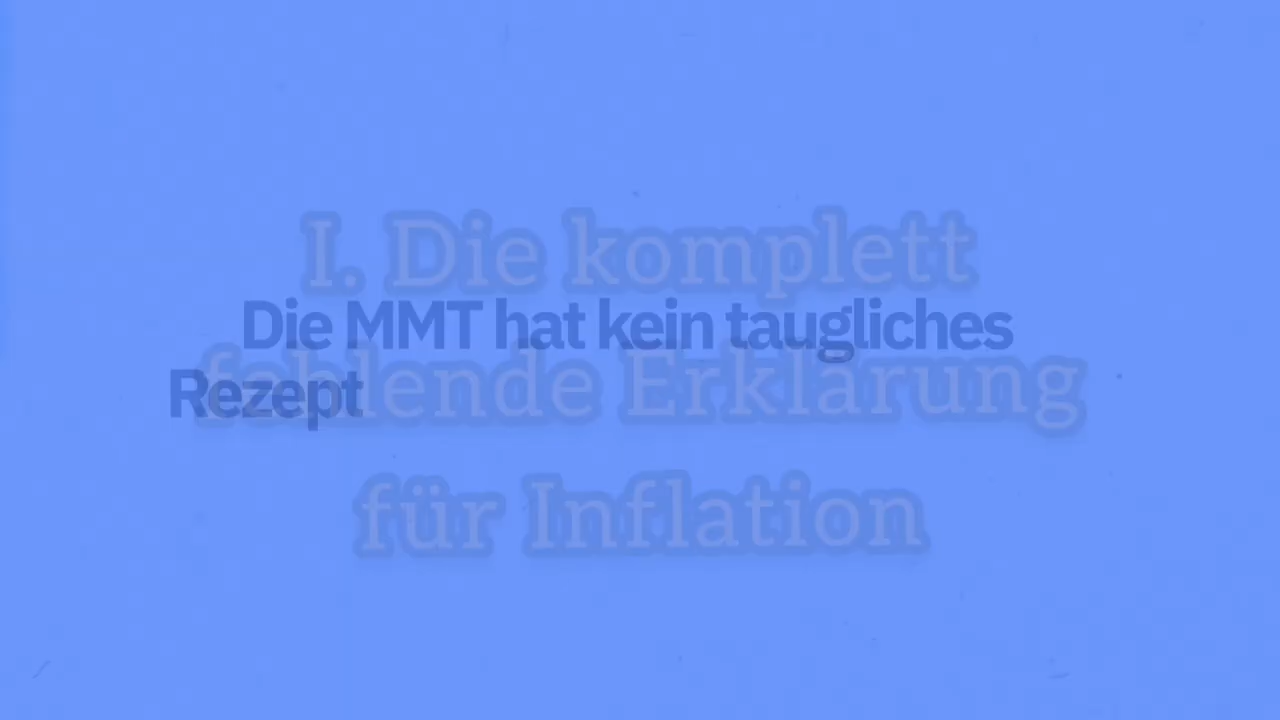 I. Die komplett
Die MMT hat kein taugliches
fehlende Erklärung
Rezept
für Inflation